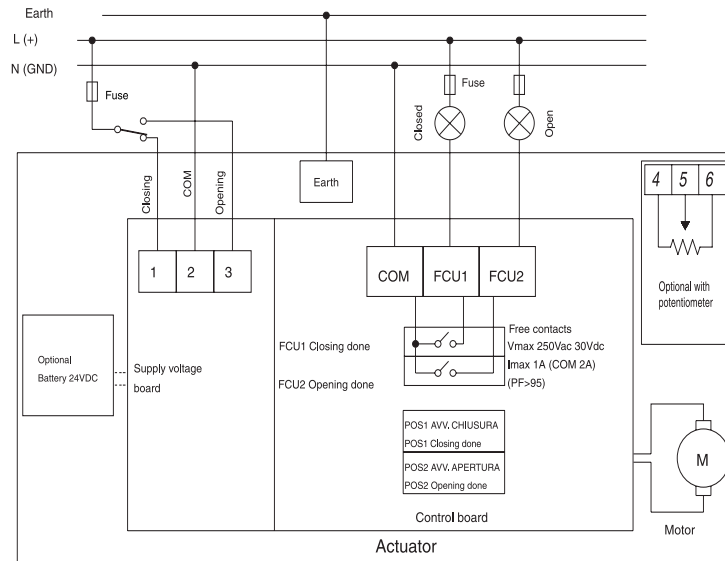 Earth
L (+)
N (GND)
Fuse
Fuse
Closed
Open
Closing
COM
Opening
Earth
4 5 6
Optional with
potentiometer
1 2 3
COM FCU1 FCU2
Free contacts
Vmax 250Vac 30Vdc
Imax 1A (COM 2A)
(PF>95)
FCU1 Closing done
FCU2 Opening done
Optional
Battery 24VDC
Supply voltage
board
POS1 AVV. CHIUSURA
POS1 Closing done
POS2 AVV. APERTURA
POS2 Opening done
Control board
M
Motor
Actuator